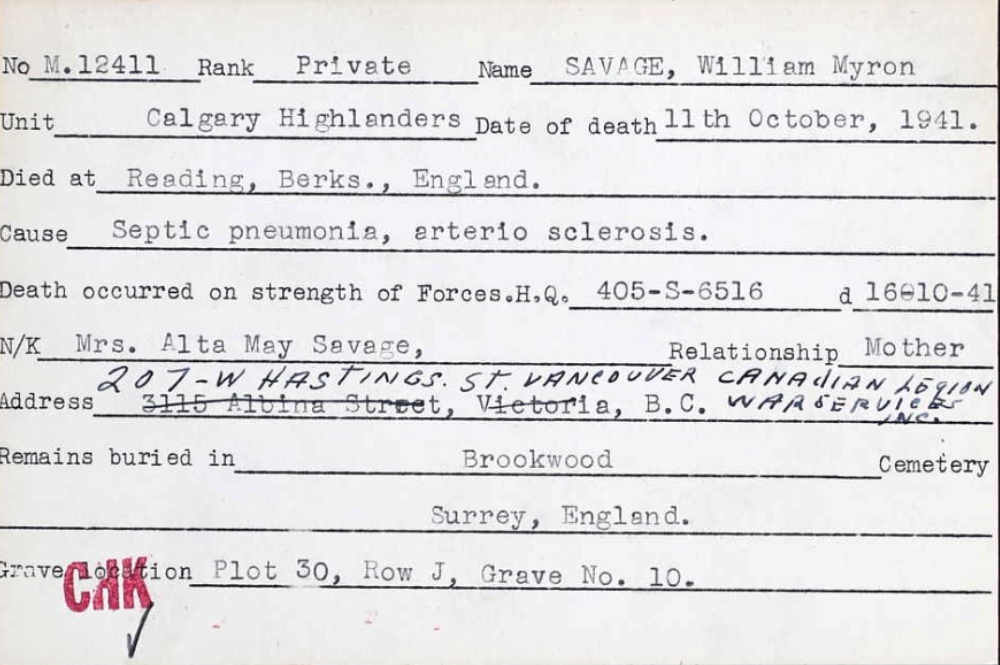 No M.12411 Rank Private Name SAVAGE, William Myron
Unit Calgary Highlanders Date of death 11th October, 1941.
Died at Reading, Berks., England.
Cause Septic pneumonia, arterio sclerosis.
Death occurred on strength of Forces.H.Q. 405-S-6516 d 16010-41
N/K Mrs. Alta May Savage, Relationship Mother
207-W HASTINGS. ST. VANCOUVER CANADIAN LEGION
Address 3115 Albina Street, Victoria, B.C. WAR SERVICES
INC.
Remains buried in Brookwood Cemetery
Surrey, England.
Grave location Plot 30, Row J, Grave No. 10.
CHK